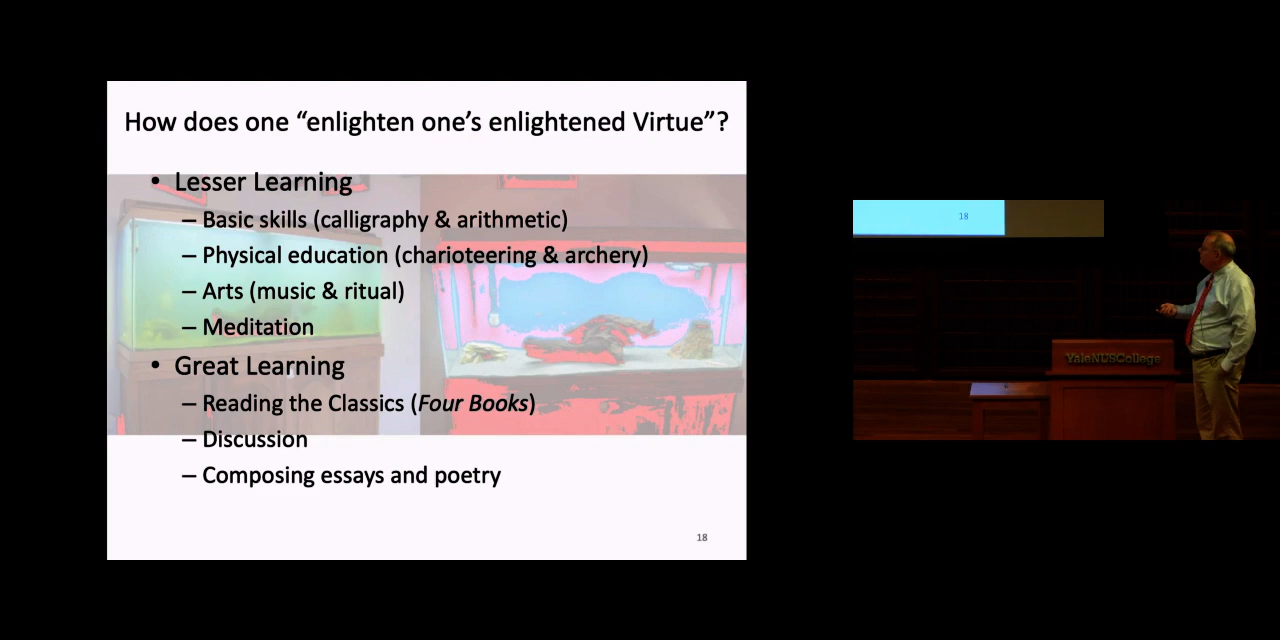 How does one “enlighten one’s enlightened Virtue”?
• Lesser Learning
– Basic skills (calligraphy & arithmetic)
– Physical education (charioteering & archery)
– Arts (music & ritual)
– Meditation
• Great Learning
– Reading the Classics (Four Books)
– Discussion
– Composing essays and poetry
18
18
YaleNUSCollege